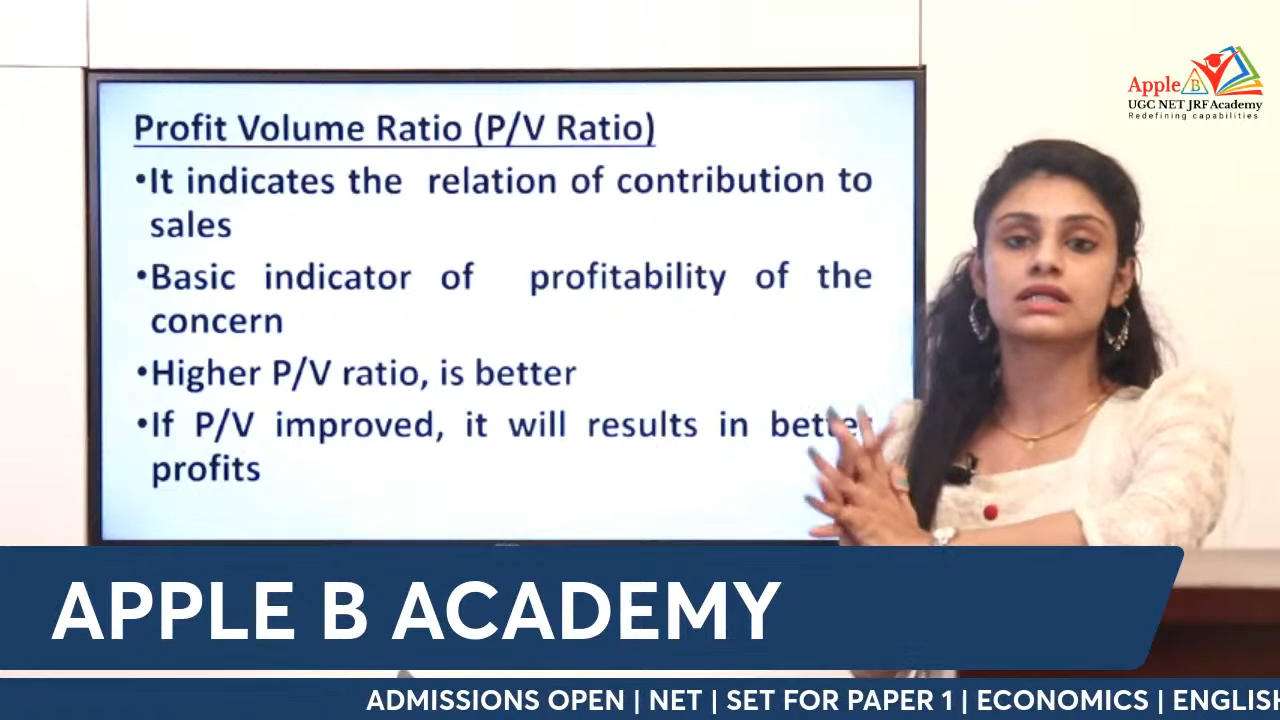 Apple B
UGC NET JRF Academy
Redefining capabilities
Profit Volume Ratio (P/V Ratio)
•It indicates the relation of contribution to
sales
•Basic indicator of profitability of the
concern
•Higher P/V ratio, is better
•If P/V improved, it will results in better
profits
APPLE B ACADEMY
ADMISSIONS OPEN | NET | SET FOR PAPER 1 | ECONOMICS | ENGLISH